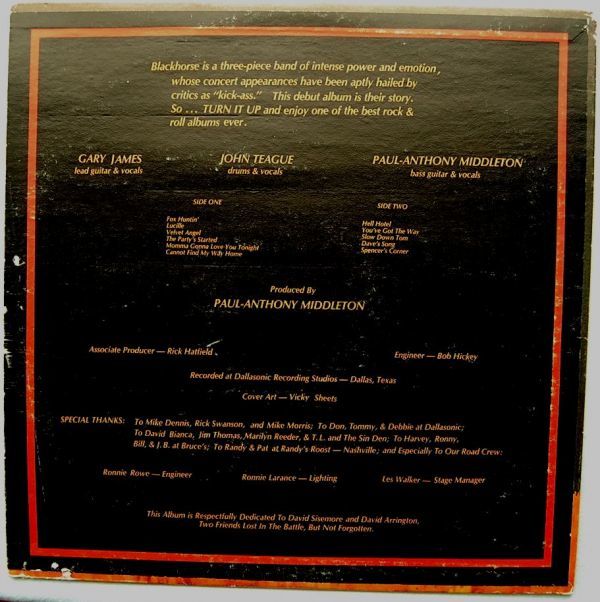 Blackhorse is a three-piece band of intense power and emotion,
whose concert appearances have been aptly hailed by
critics as "kick-ass." This debut album is their story.
So ... TURN IT UP and enjoy one of the best rock &
roll albums ever.
GARY JAMES
lead guitar & vocals
JOHN TEAGUE
drums & vocals
PAUL-ANTHONY MIDDLETON
bass guitar & vocals
SIDE ONE
Fox Huntin'
Lucille
Velvet Angel
The Party's Started
Momma Gonna Love You Tonight
Cannot Find My Way Home
SIDE TWO
Hell Hotel
You've Got The Way
Slow Down Tom
Dave's Song
Spencer's Corner
Produced By
PAUL-ANTHONY MIDDLETON
Associate Producer — Rick Hatfield
Engineer — Bob Hickey
Recorded at Dallasonic Recording Studios — Dallas, Texas
Cover Art — Vicky Sheets
SPECIAL THANKS: To Mike Dennis, Rick Swanson, and Mike Morris; To Don, Tommy, & Debbie at Dallasonic;
To David Bianca, Jim Thomas, Marilyn Reeder, & T.L. and The Sin Den; To Harvey, Ronny,
Bill, & J.B. at Bruce's; To Randy & Pat at Randy's Roost — Nashville; and Especially To Our Road Crew:
Ronnie Rowe — Engineer
Ronnie Larance — Lighting
Les Walker — Stage Manager
This Album is Respectfully Dedicated To David Sisemore and David Arrington,
Two Friends Lost In The Battle, But Not Forgotten.